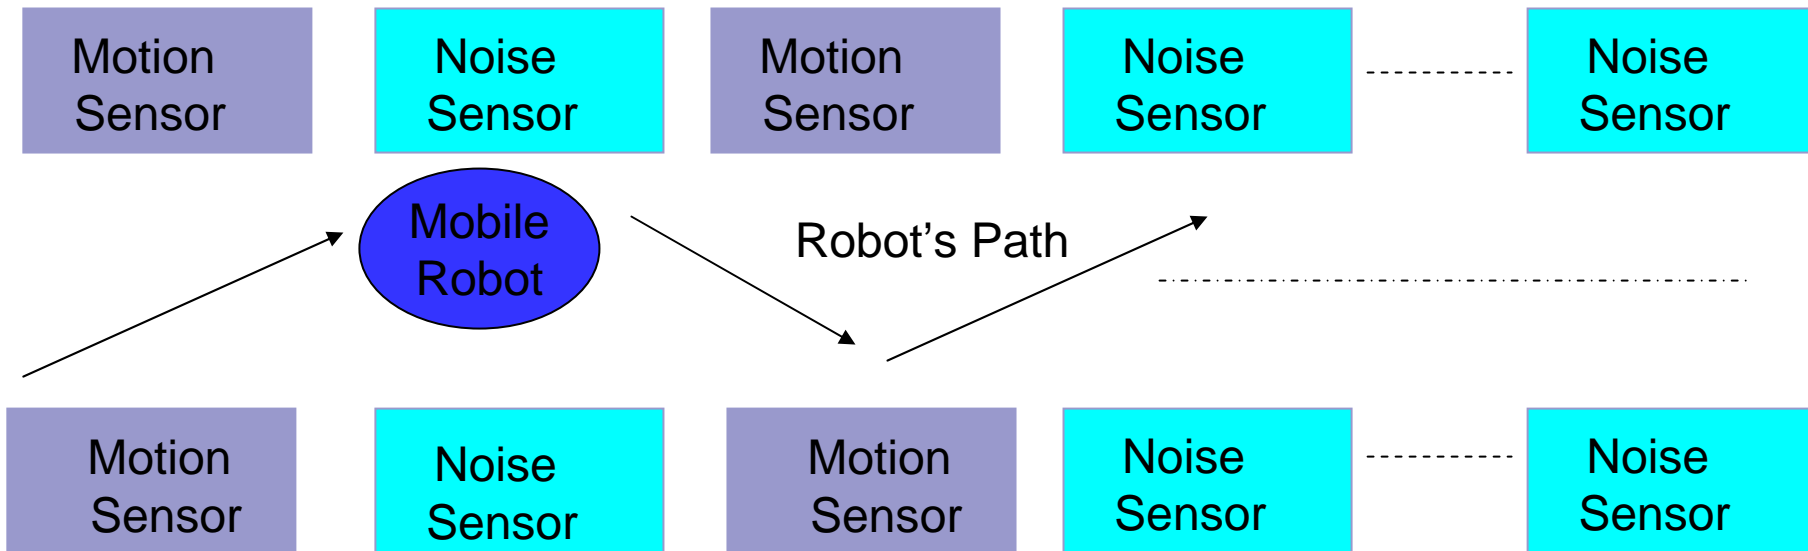 Motion
Sensor
Noise
Sensor
Motion
Sensor
Noise
Sensor
Noise
Sensor
Mobile
Robot
Robot's Path
Motion
Sensor
Noise
Sensor
Motion
Sensor
Noise
Sensor
Noise
Sensor